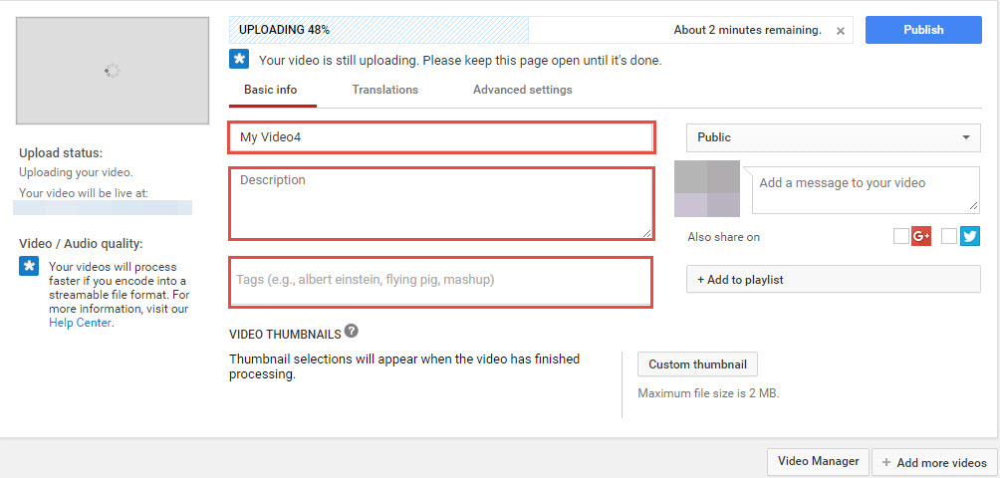 UPLOADING 48%
About 2 minutes remaining. ×
Publish
Your video is still uploading. Please keep this page open until it's done.
Basic info
Translations
Advanced settings
Upload status:
Uploading your video.
Your video will be live at:
Video / Audio quality:
Your videos will process
faster if you encode into a
streamable file format. For
more information, visit our
Help Center.
My Video4
Description
Tags (e.g., albert einstein, flying pig, mashup)
Public
Add a message to your video
Also share on
G+
+ Add to playlist
VIDEO THUMBNAILS ?
Thumbnail selections will appear when the video has finished
processing.
Custom thumbnail
Maximum file size is 2 MB.
Video Manager
+ Add more videos